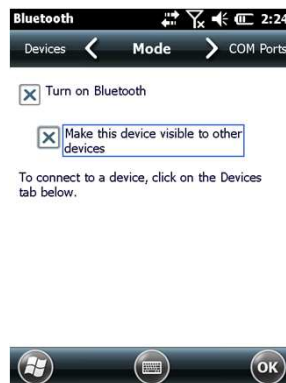 Bluetooth 2:24
Devices Mode COM Ports
Turn on Bluetooth
Make this device visible to other
devices
To connect to a device, click on the Devices
tab below.
OK